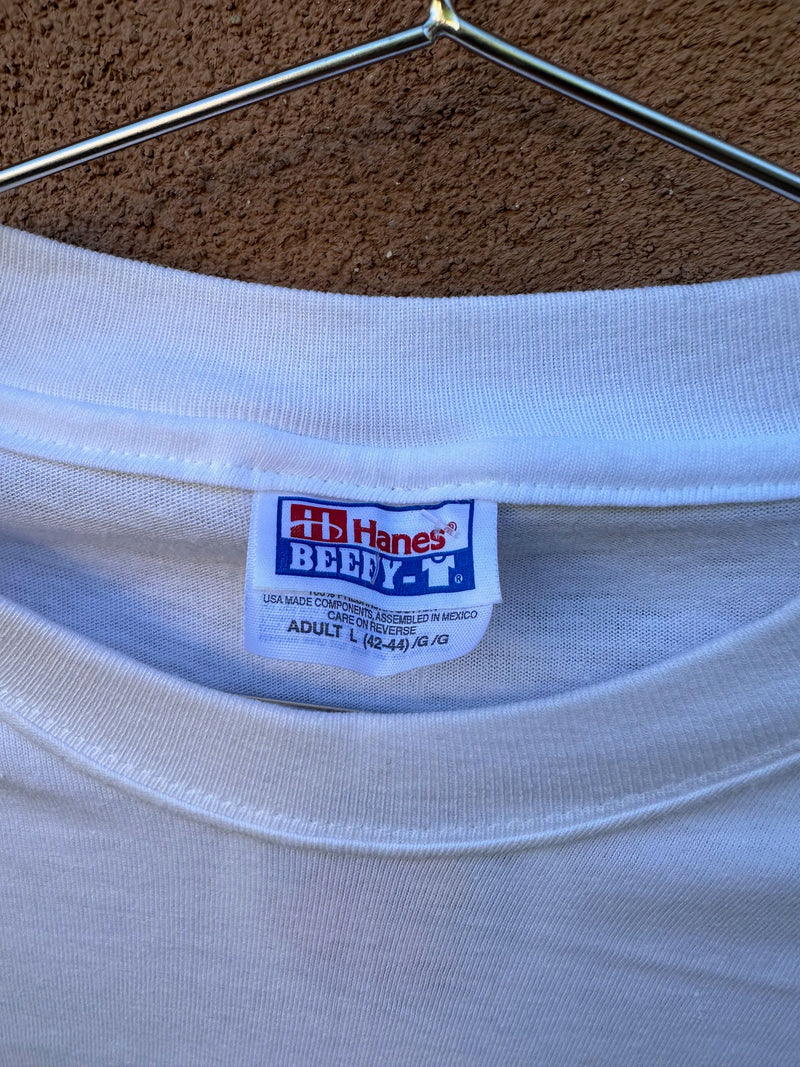 Hanes®
BEEFY-T®
USA MADE COMPONENTS, ASSEMBLED IN MEXICO
CARE ON REVERSE
ADULT L (42-44) /G /G